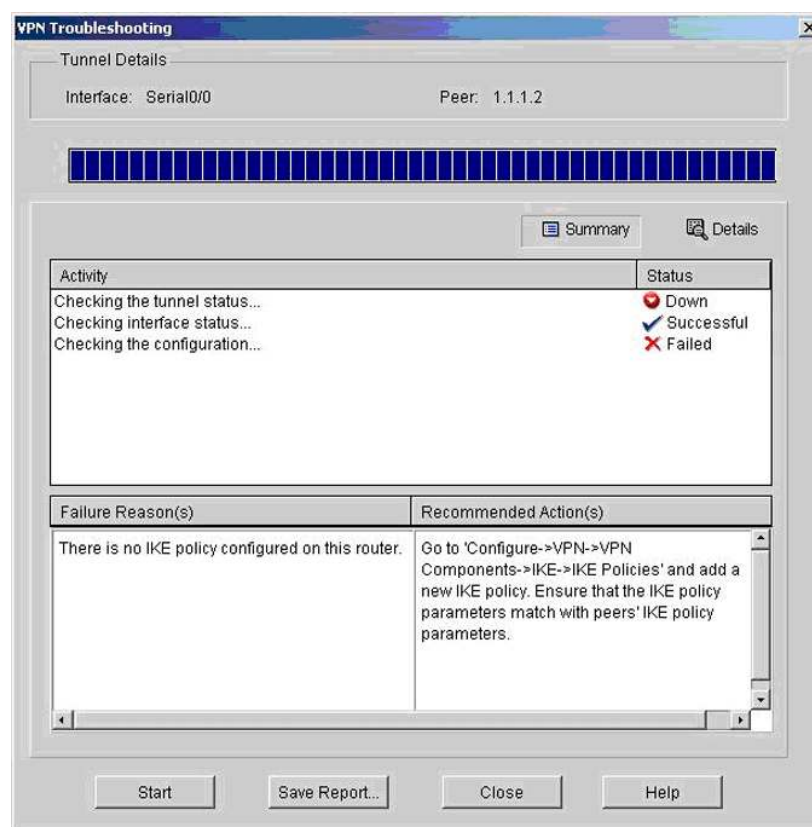 VPN Troubleshooting
Tunnel Details
Interface: Serial0/0 Peer: 1.1.1.2
Summary Details
Activity Status
Checking the tunnel status... Down
Checking interface status... Successful
Checking the configuration... Failed
Failure Reason(s) Recommended Action(s)
There is no IKE policy configured on this router.
Go to 'Configure->VPN->VPN
Components->IKE->IKE Policies' and add a
new IKE policy. Ensure that the IKE policy
parameters match with peers' IKE policy
parameters.
Start Save Report... Close Help